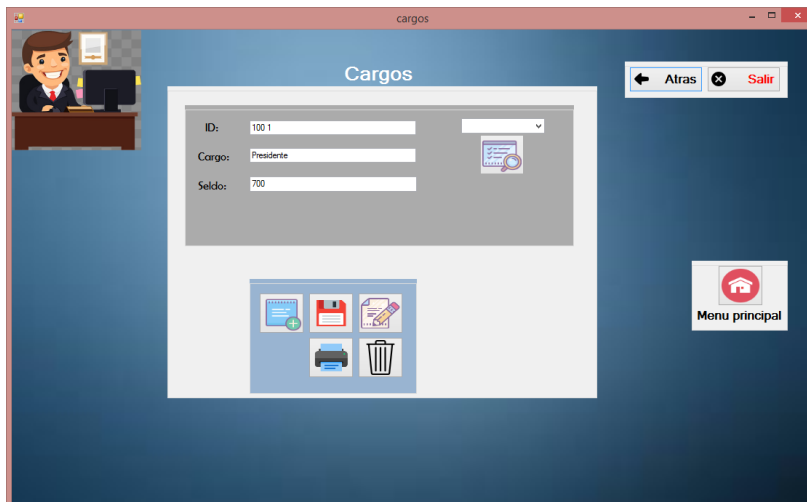 cargos
Cargos
Atras
Salir
ID:
100 1
Cargo:
Presidente
Seldo:
700
Menu principal